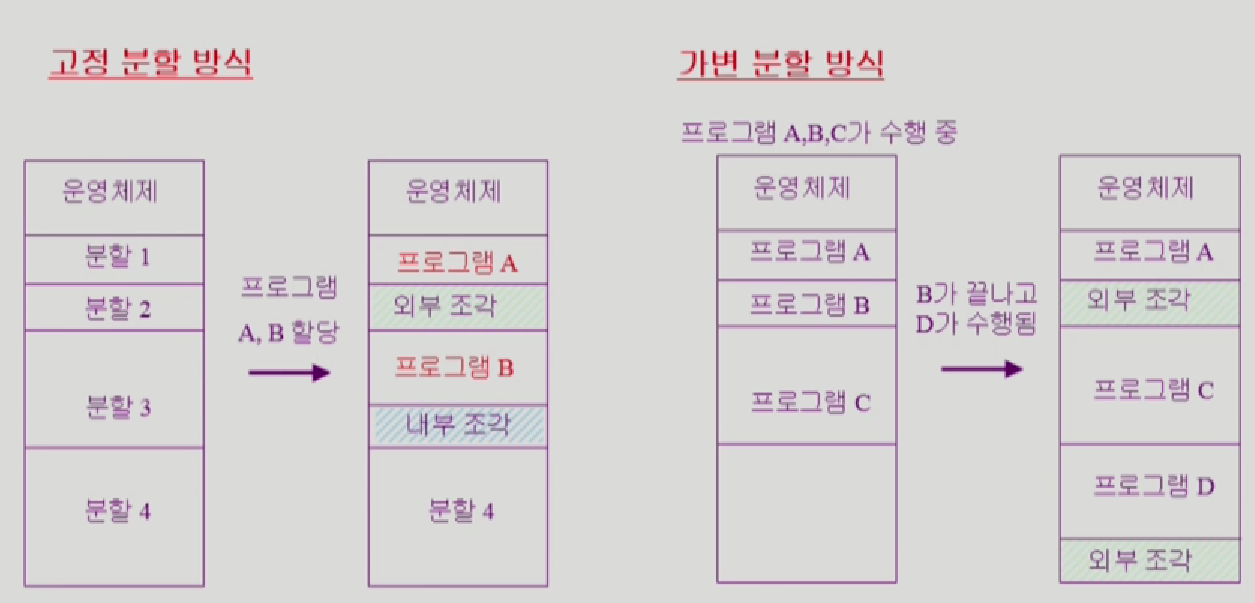 고정 분할 방식
운영체제
분할 1
분할 2
분할 3
분할 4
프로그램
A, B 할당
운영체제
프로그램 A
외부 조각
프로그램 B
내부 조각
분할 4
가변 분할 방식
프로그램 A,B,C가 수행 중
운영체제
프로그램 A
프로그램 B
프로그램 C
B가 끝나고
D가 수행됨
운영체제
프로그램 A
외부 조각
프로그램 C
프로그램 D
외부 조각